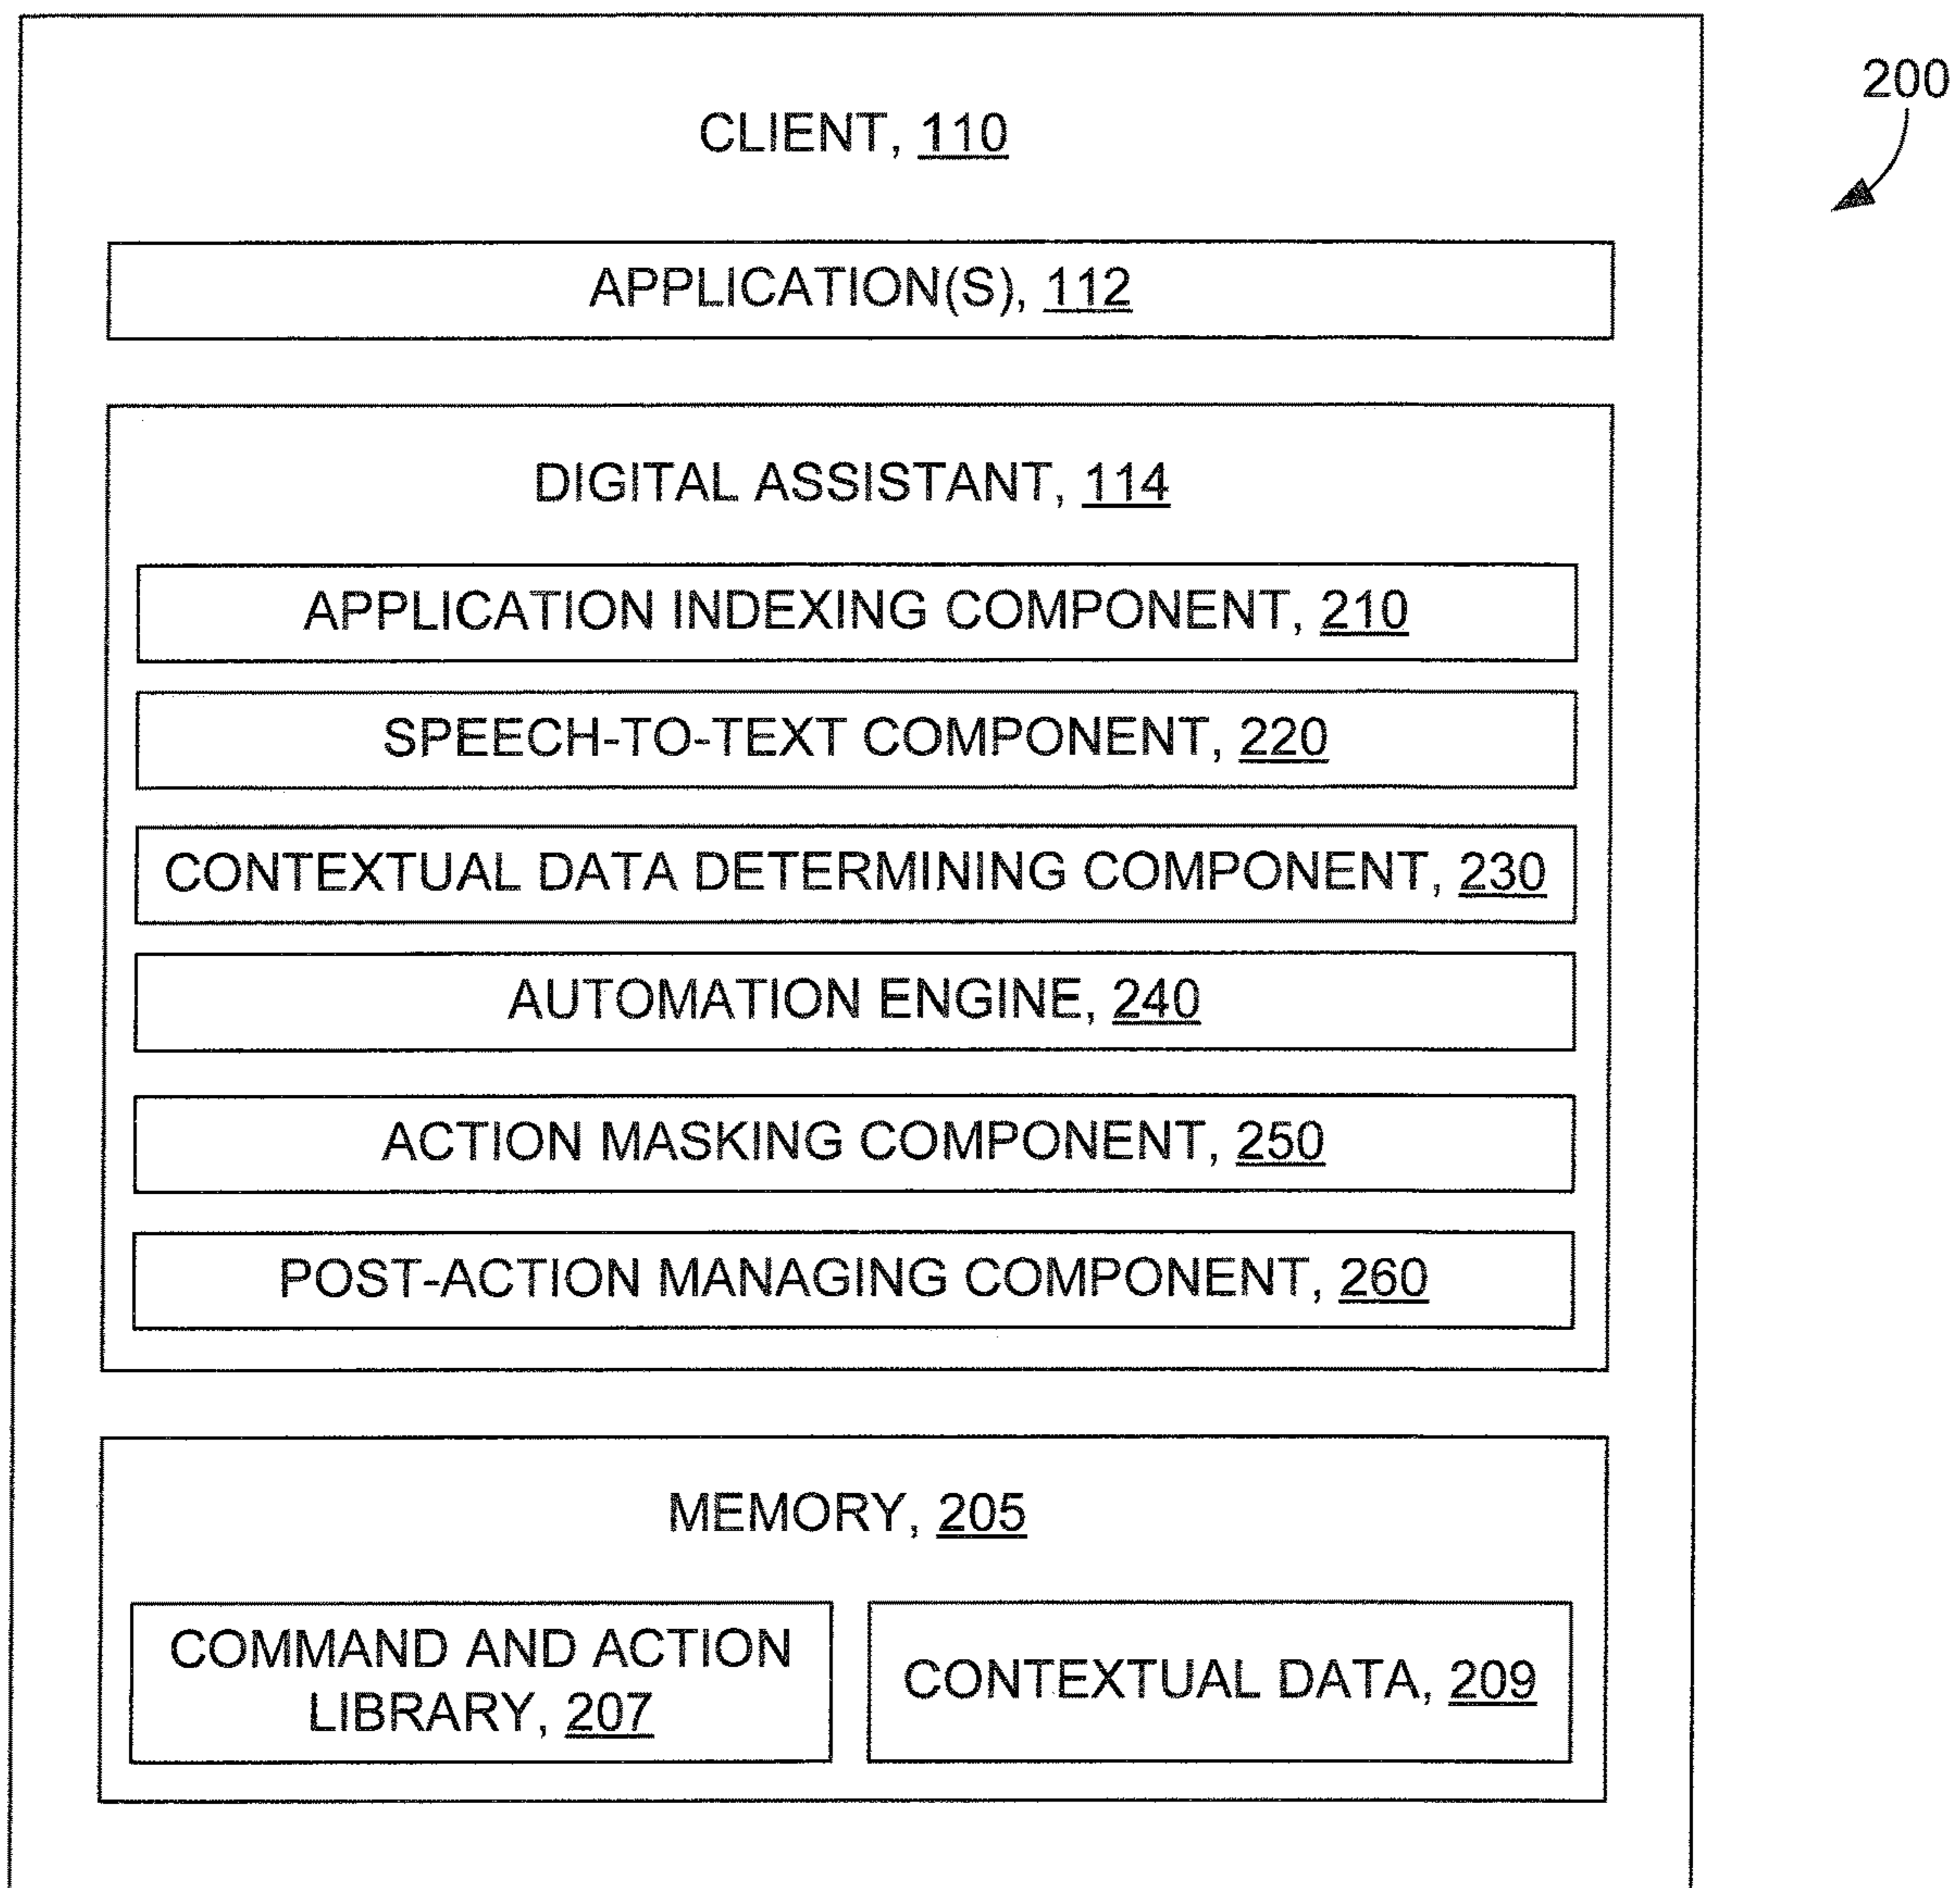 200
CLIENT, 110
APPLICATION(S), 112
DIGITAL ASSISTANT, 114
APPLICATION INDEXING COMPONENT, 210
SPEECH-TO-TEXT COMPONENT, 220
CONTEXTUAL DATA DETERMINING COMPONENT, 230
AUTOMATION ENGINE, 240
ACTION MASKING COMPONENT, 250
POST-ACTION MANAGING COMPONENT, 260
MEMORY, 205
COMMAND AND ACTION
LIBRARY, 207
CONTEXTUAL DATA, 209